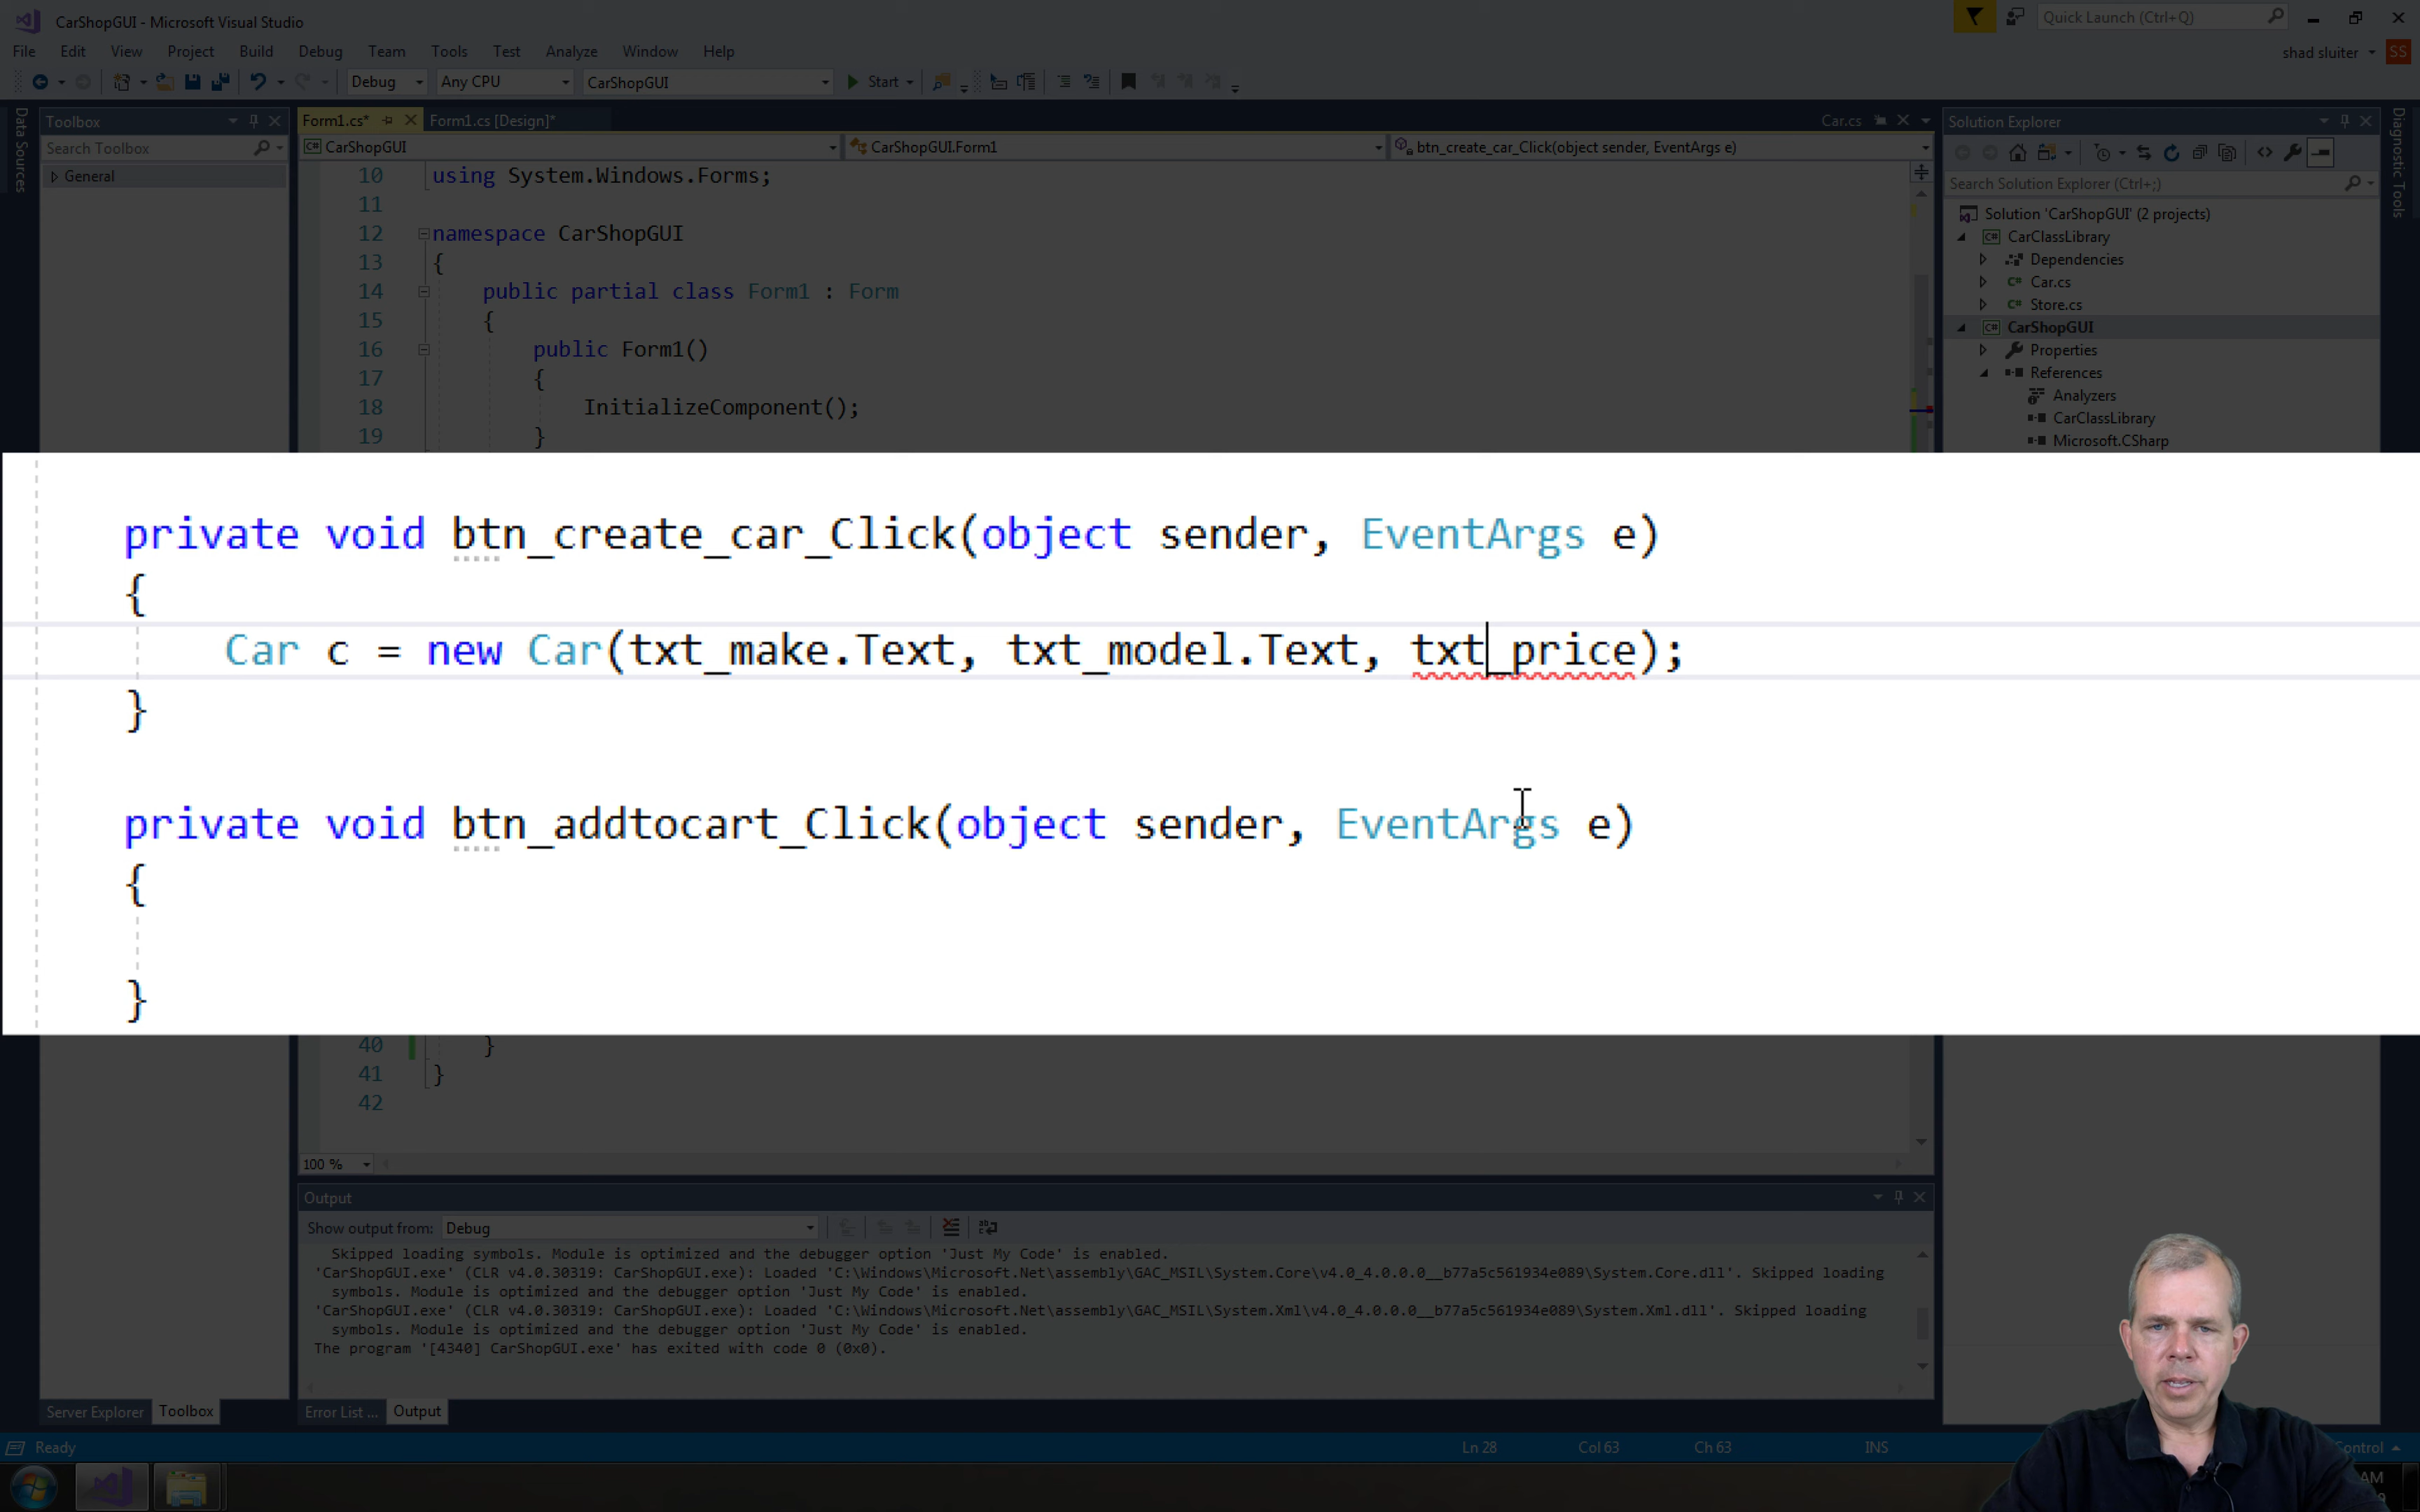 CarShopGUI - Microsoft Visual Studio
Quick Launch (Ctrl+Q)
File Edit View Project Build Debug Team Tools Test Analyze Window Help
shad sluiter SS
Debug Any CPU CarShopGUI Start
Data Sources
Toolbox
Search Toolbox
General
Form1.cs* Form1.cs [Design]* Car.cs
CarShopGUI CarShopGUI.Form1 btn_create_car_Click(object sender, EventArgs e)
10 using System.Windows.Forms;
11
12 namespace CarShopGUI
13 {
14 public partial class Form1 : Form
15 {
16 public Form1()
17 {
18 InitializeComponent();
19 }
private void btn_create_car_Click(object sender, EventArgs e)
{
Car c = new Car(txt_make.Text, txt_model.Text, txt_price);
}
private void btn_addtocart_Click(object sender, EventArgs e)
{
}
40 }
41 }
42
100 %
Solution Explorer
Search Solution Explorer (Ctrl+;)
Solution 'CarShopGUI' (2 projects)
CarClassLibrary
Dependencies
C# Car.cs
C# Store.cs
C# CarShopGUI
Properties
References
Analyzers
CarClassLibrary
Microsoft.CSharp
Diagnostic Tools
Output
Show output from: Debug
Skipped loading symbols. Module is optimized and the debugger option 'Just My Code' is enabled.
'CarShopGUI.exe' (CLR v4.0.30319: CarShopGUI.exe): Loaded 'C:\Windows\Microsoft.Net\assembly\GAC_MSIL\System.Core\v4.0_4.0.0.0__b77a5c561934e089\System.Core.dll'. Skipped loading
symbols. Module is optimized and the debugger option 'Just My Code' is enabled.
'CarShopGUI.exe' (CLR v4.0.30319: CarShopGUI.exe): Loaded 'C:\Windows\Microsoft.Net\assembly\GAC_MSIL\System.Xml\v4.0_4.0.0.0__b77a5c561934e089\System.Xml.dll'. Skipped loading
symbols. Module is optimized and the debugger option 'Just My Code' is enabled.
The program '[4340] CarShopGUI.exe' has exited with code 0 (0x0).
Server Explorer Toolbox Error List ... Output
Ready Ln 28 Col 63 Ch 63 INS
AM